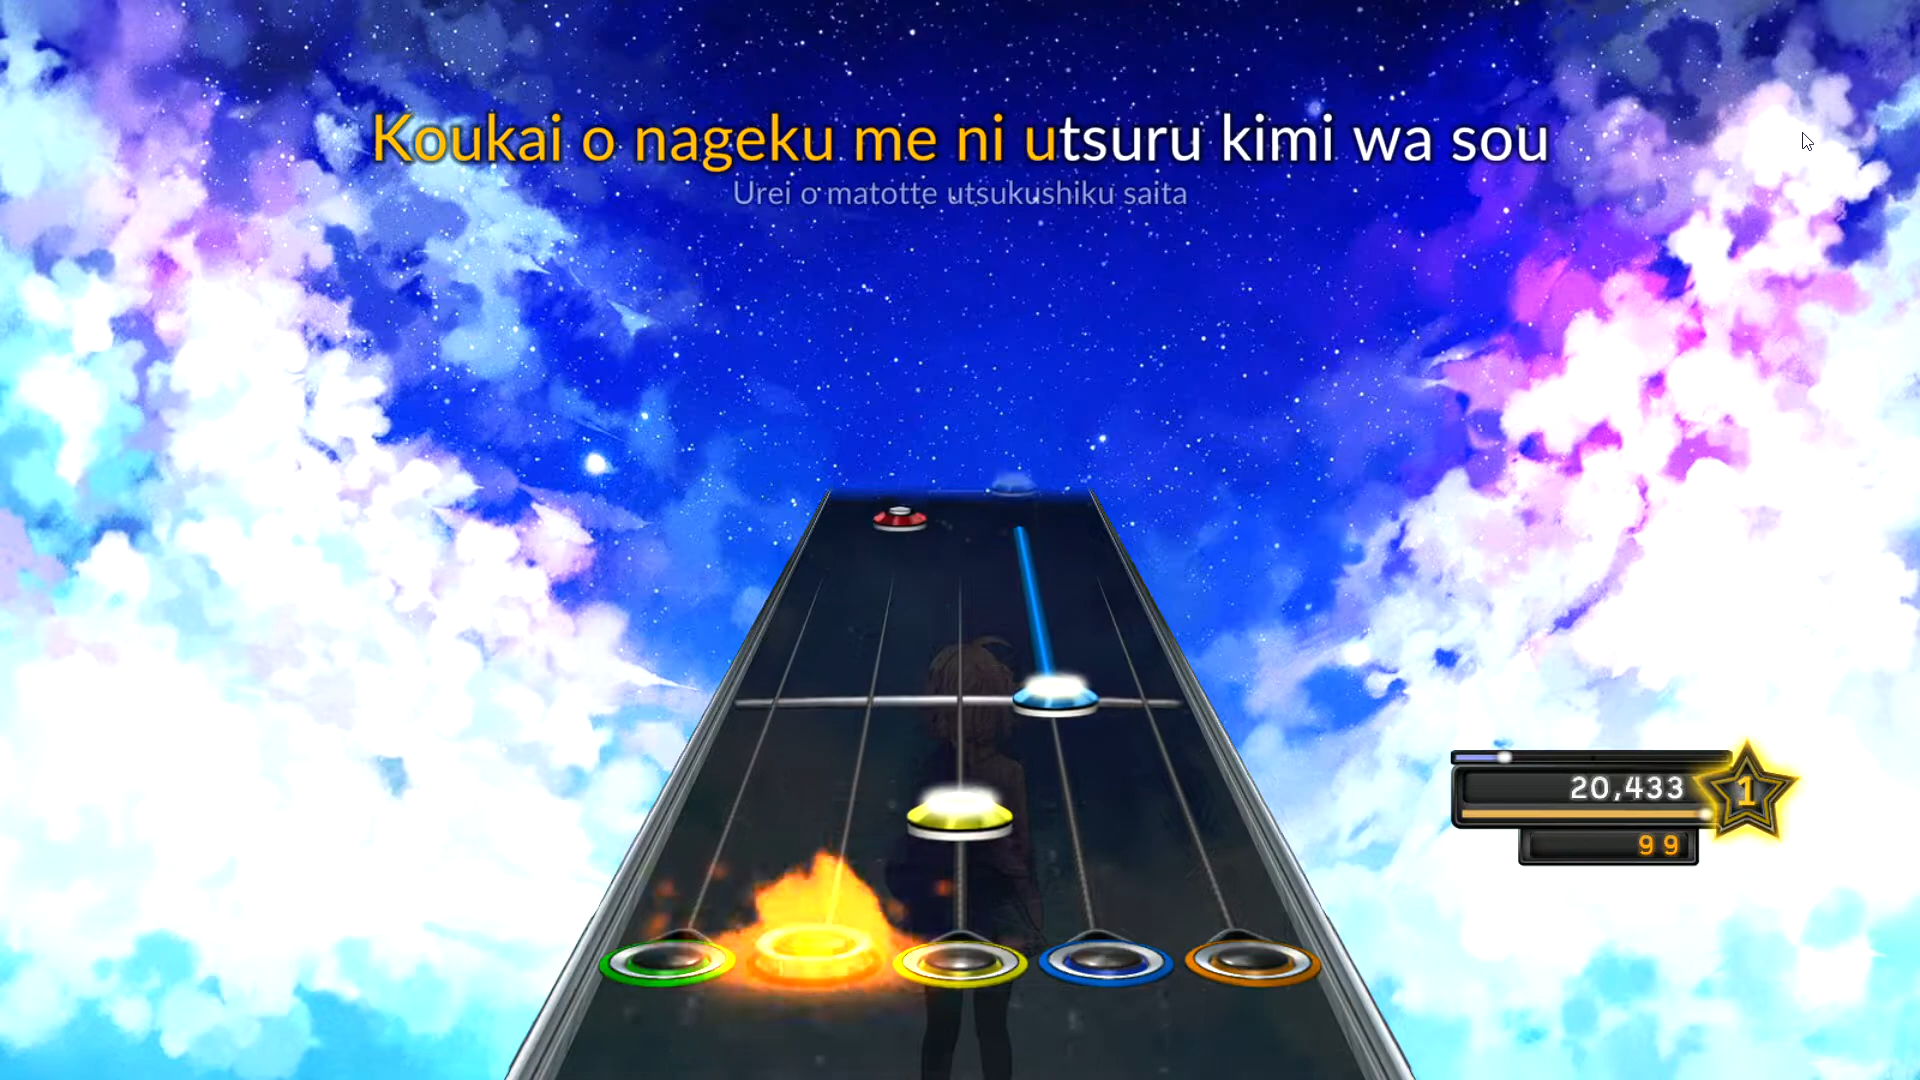 Koukai o nageku me ni utsuru kimi wa sou
Urei o matotte utsukushiku saita
20,433
1
99